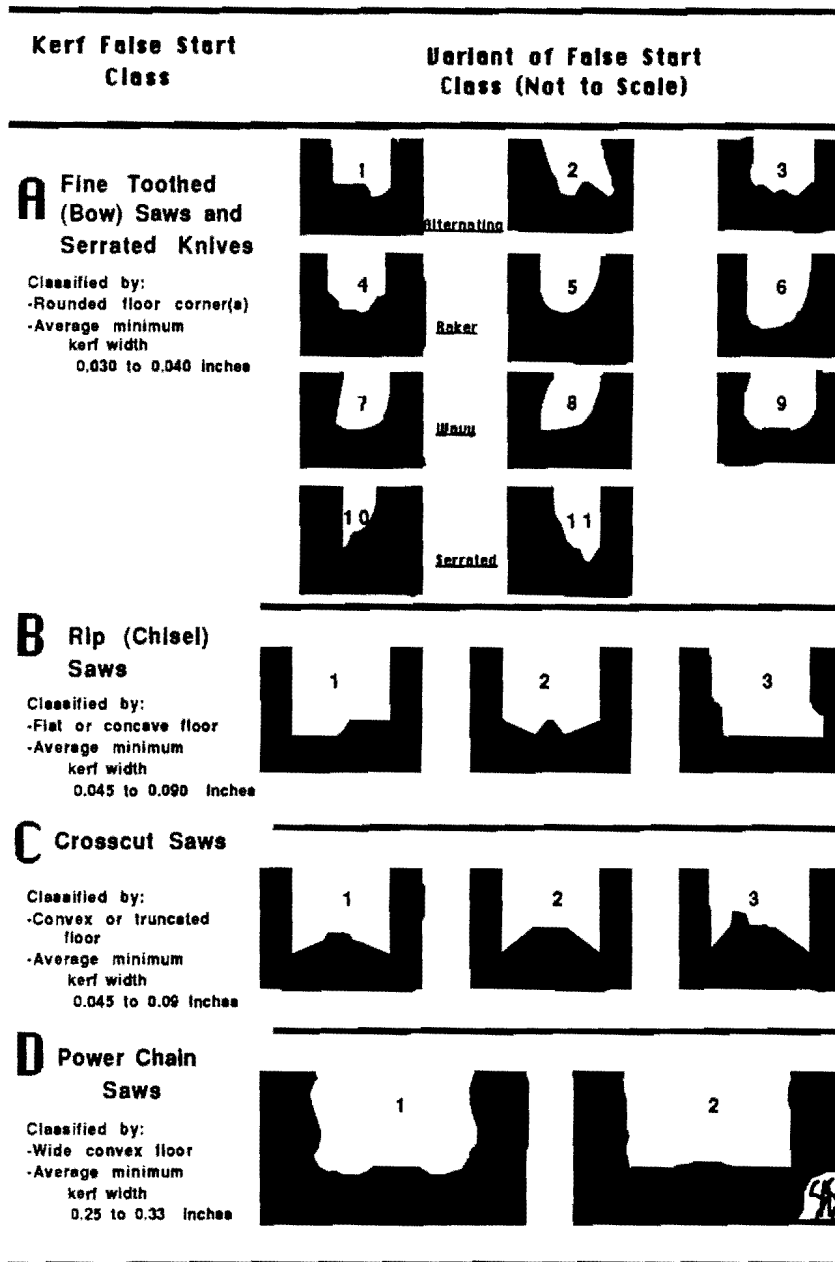 Kerf False Start
Class
Variant of False Start
Class (Not to Scale)
A Fine Toothed
(Bow) Saws and
Serrated Knives
Classified by:
-Rounded floor corner(s)
-Average minimum
kerf width
0.030 to 0.040 inches
1
2
3
Alternating
4
5
6
Raker
7
8
9
Wavy
10
11
Serrated
B Rip (Chisel)
Saws
Classified by:
-Flat or concave floor
-Average minimum
kerf width
0.045 to 0.090 inches
1
2
3
C Crosscut Saws
Classified by:
-Convex or truncated
floor
-Average minimum
kerf width
0.045 to 0.09 inches
1
2
3
D Power Chain
Saws
Classified by:
-Wide convex floor
-Average minimum
kerf width
0.25 to 0.33 inches
1
2